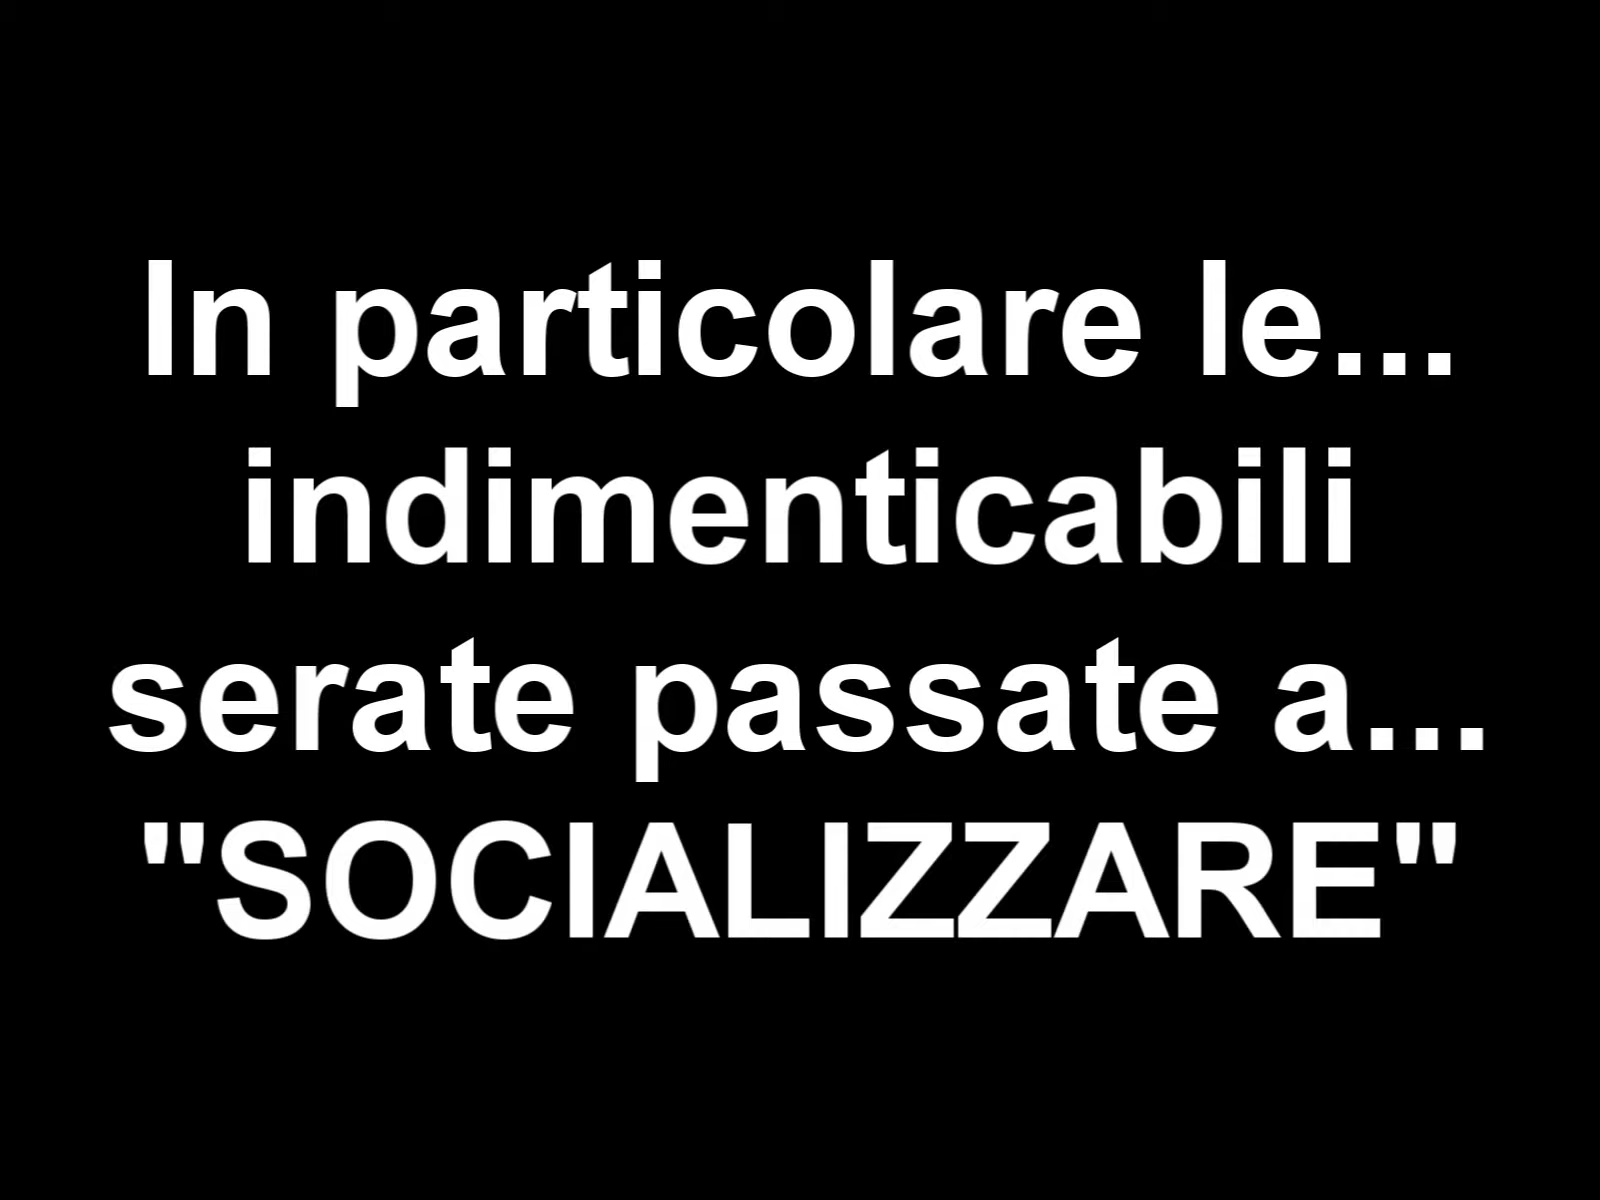 In particolare le...
indimenticabili
serate passate a...
"SOCIALIZZARE"